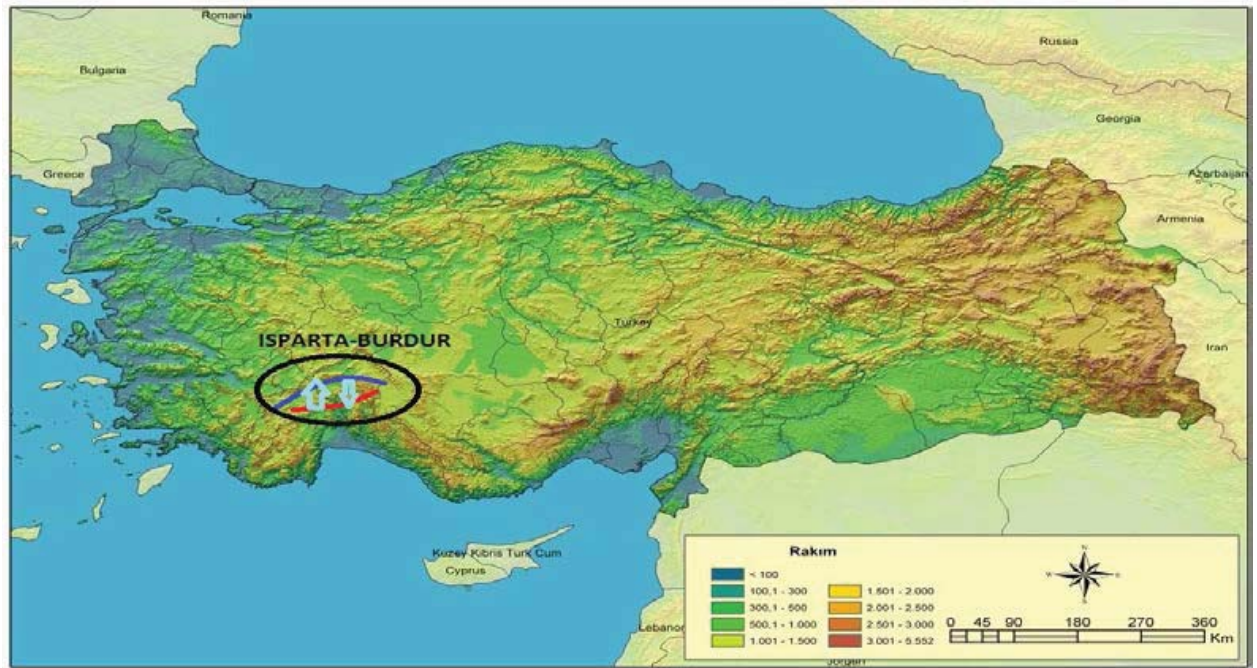 Romania
Russia
Bulgaria
Georgia
Greece
Azerbaijan
Armenia
Turkey
ISPARTA-BURDUR
Iran
Kuzey Kibris Turk Cum
Cyprus
Lebanon
Rakım
N
W
E
S
< 100
100,1 - 300
300,1 - 500
500,1 - 1.000
1.001 - 1.500
1.501 - 2.000
2.001 - 2.500
2.501 - 3.000
3.001 - 5.552
0 45 90 180 270 360
Km